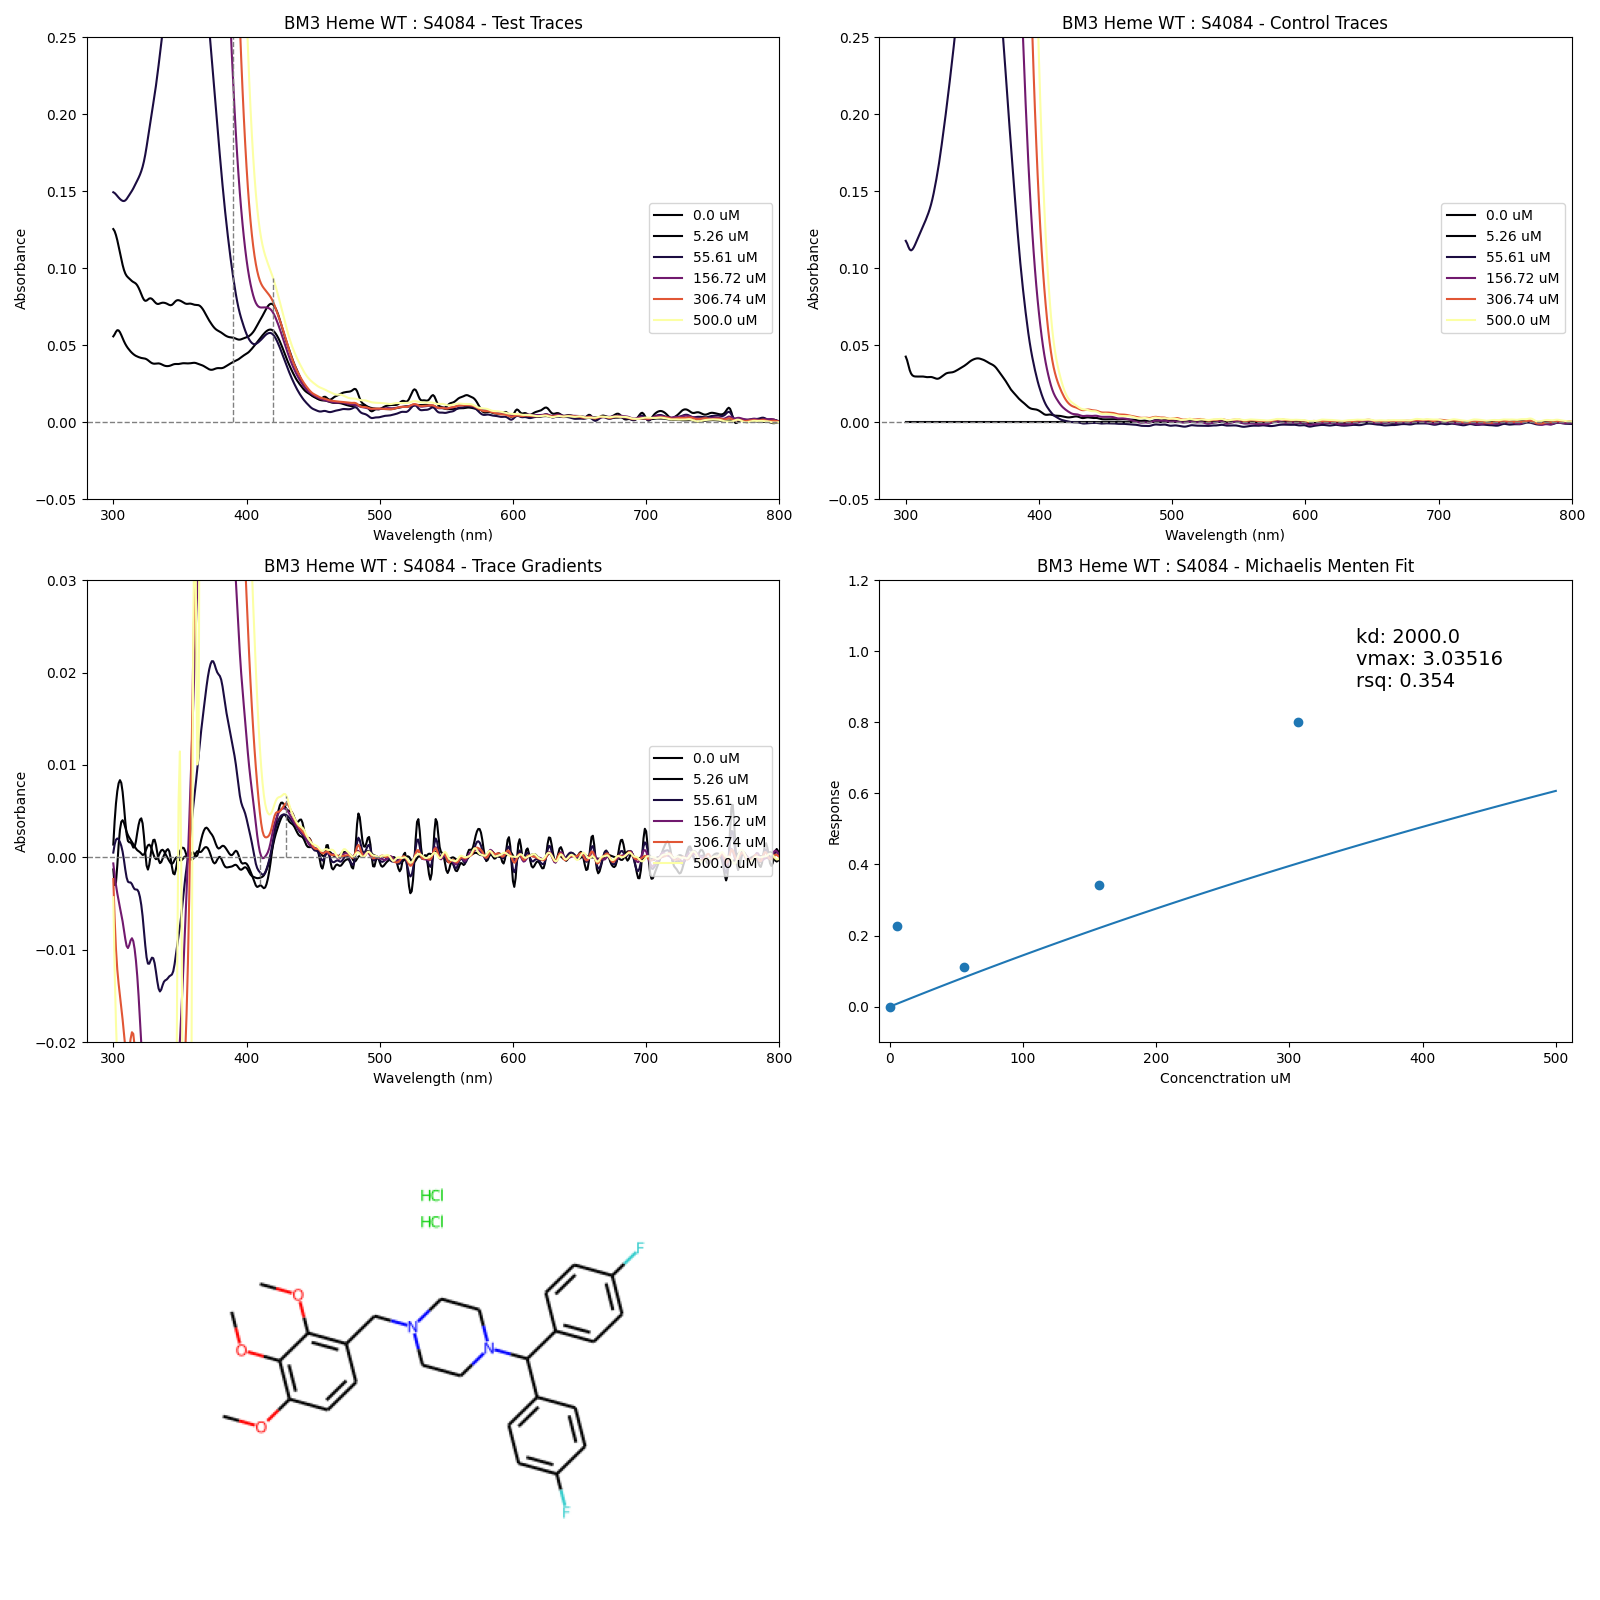 BM3 Heme WT : S4084 - Test Traces
0.25
0.20
0.15
0.10
0.05
0.00
−0.05
Absorbance
300 400 500 600 700 800
Wavelength (nm)
0.0 uM
5.26 uM
55.61 uM
156.72 uM
306.74 uM
500.0 uM
BM3 Heme WT : S4084 - Control Traces
0.25
0.20
0.15
0.10
0.05
0.00
−0.05
Absorbance
300 400 500 600 700 800
Wavelength (nm)
0.0 uM
5.26 uM
55.61 uM
156.72 uM
306.74 uM
500.0 uM
BM3 Heme WT : S4084 - Trace Gradients
0.03
0.02
0.01
0.00
−0.01
−0.02
Absorbance
300 400 500 600 700 800
Wavelength (nm)
0.0 uM
5.26 uM
55.61 uM
156.72 uM
306.74 uM
500.0 uM
BM3 Heme WT : S4084 - Michaelis Menten Fit
1.2
1.0
0.8
0.6
0.4
0.2
0.0
Response
0 100 200 300 400 500
Concenctration uM
kd: 2000.0
vmax: 3.03516
rsq: 0.354
HCl
HCl
F
O
N
O
N
O
F